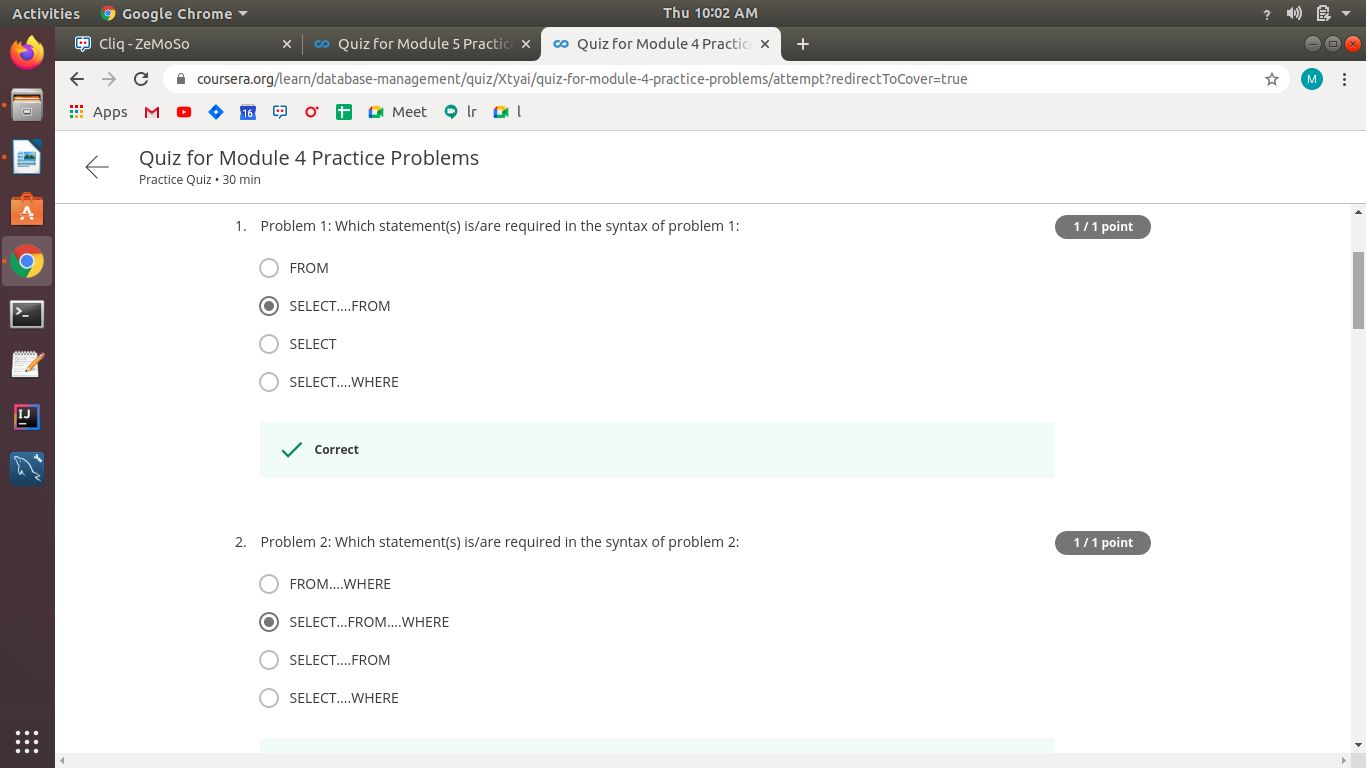 Activities Google Chrome Thu 10:02 AM ?
Cliq - ZeMoSo Quiz for Module 5 Practic Quiz for Module 4 Practic
coursera.org/learn/database-management/quiz/Xtyai/quiz-for-module-4-practice-problems/attempt?redirectToCover=true M
Apps 16 Meet lr l
Quiz for Module 4 Practice Problems
Practice Quiz • 30 min
1. Problem 1: Which statement(s) is/are required in the syntax of problem 1: 1 / 1 point
FROM
SELECT....FROM
SELECT
SELECT....WHERE
Correct
2. Problem 2: Which statement(s) is/are required in the syntax of problem 2: 1 / 1 point
FROM....WHERE
SELECT...FROM....WHERE
SELECT....FROM
SELECT....WHERE
IJ